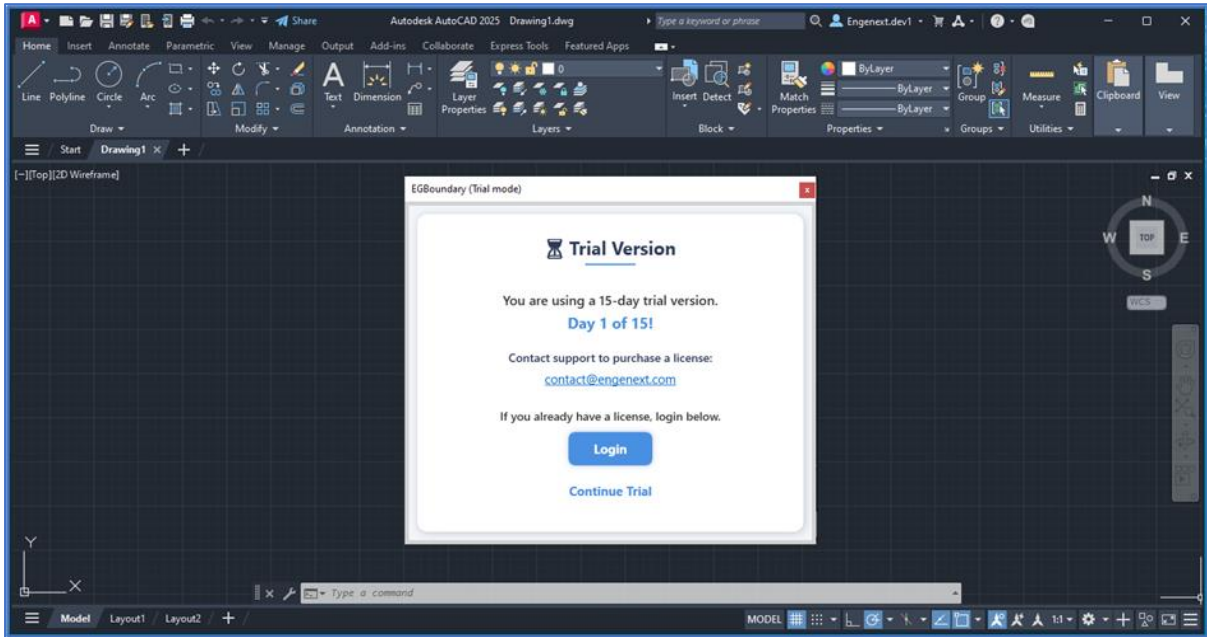 A Share Autodesk AutoCAD 2025 Drawing1.dwg Type a keyword or phrase Engenext.dev1
Home Insert Annotate Parametric View Manage Output Add-ins Collaborate Express Tools Featured Apps
0
ByLayer
ByLayer
ByLayer
Line Polyline Circle Arc
A Text Dimension
Layer Properties
Insert Detect
Match Properties
Group
Measure
Clipboard
View
Draw Modify Annotation Layers Block Properties Groups Utilities
Start Drawing1
[−][Top][2D Wireframe]
EGBoundary (Trial mode)
Trial Version
You are using a 15-day trial version.
Day 1 of 15!
Contact support to purchase a license:
contact@engenext.com
If you already have a license, login below.
Login
Continue Trial
N
W TOP E
S
WCS
Y
X
Type a command
Model Layout1 Layout2
MODEL 1:1